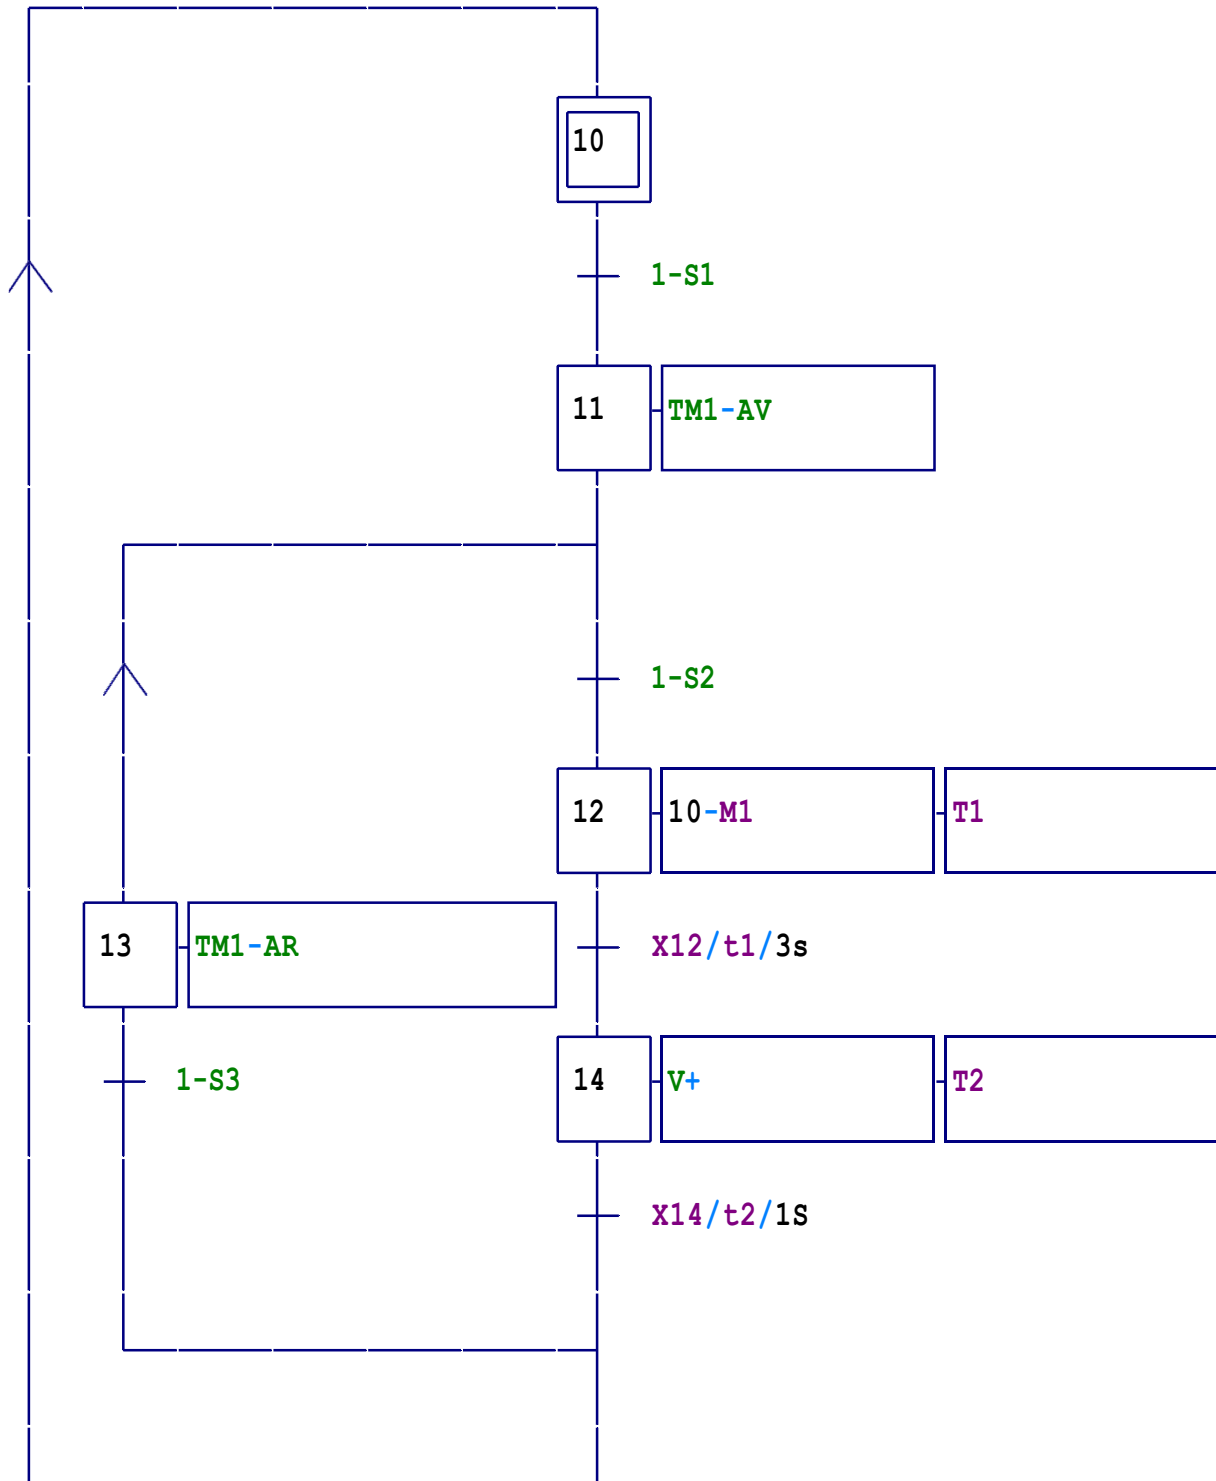 10
1-S1
11 TM1-AV
1-S2
12 10-M1 T1
13 TM1-AR X12/t1/3s
1-S3 14 V+ T2
X14/t2/1S